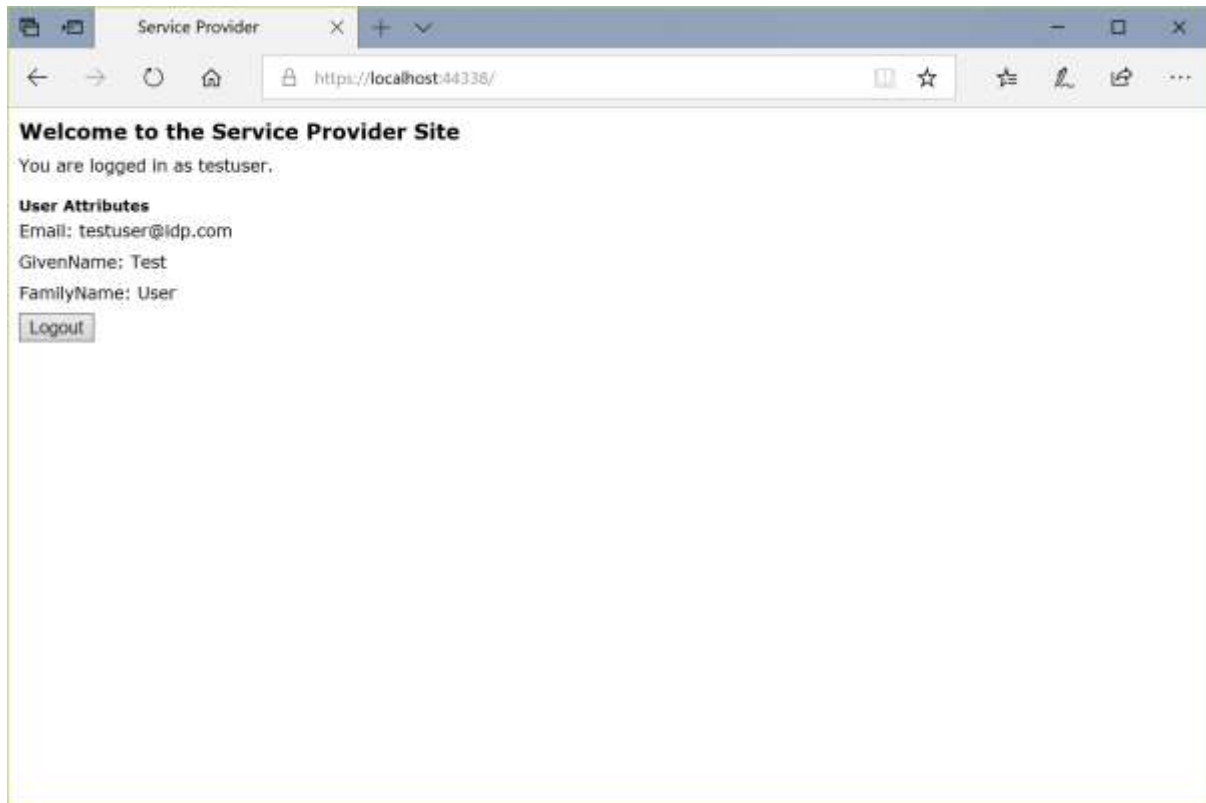 Service Provider
https://localhost:44338/
Welcome to the Service Provider Site
You are logged in as testuser.
User Attributes
Email: testuser@idp.com
GivenName: Test
FamilyName: User
Logout